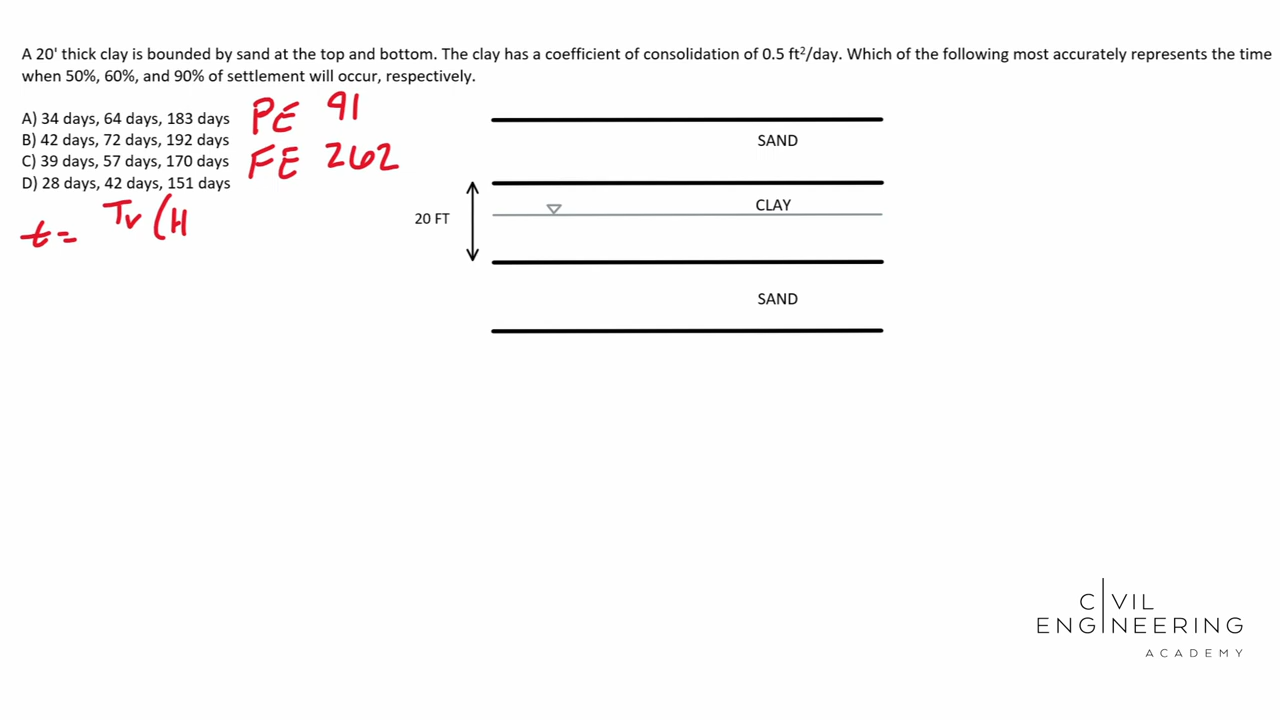 A 20' thick clay is bounded by sand at the top and bottom. The clay has a coefficient of consolidation of 0.5 ft²/day. Which of the following most accurately represents the time
when 50%, 60%, and 90% of settlement will occur, respectively.
A) 34 days, 64 days, 183 days
B) 42 days, 72 days, 192 days
C) 39 days, 57 days, 170 days
D) 28 days, 42 days, 151 days
PE 91
FE 262
t = Tv (H
SAND
CLAY
20 FT
SAND
CIVIL
ENGINEERING
ACADEMY